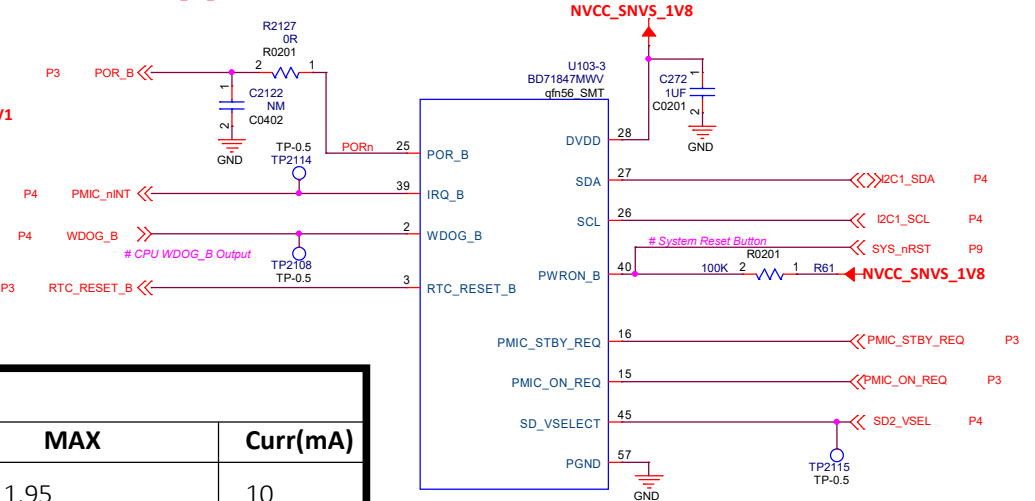 NVCC_SNVS_1V8
R2127
0R
R0201
P3 POR_B 2 1
U103-3
BD71847MWV
qfn56_SMT
C2122
NM
C0402
1
2
GND
V1
C272
1UF
C0201
1
2
GND
TP-0.5
TP2114
PORn 25 POR_B
DVDD 28
P4 PMIC_nINT 39 IRQ_B
SDA 27 I2C1_SDA P4
P4 WDOG_B 2 WDOG_B
SCL 26 I2C1_SCL P4
# CPU WDOG_B Output
TP2108
TP-0.5
# System Reset Button
SYS_nRST P9
R0201
PWRON_B 40 100K 2 1 R61 NVCC_SNVS_1V8
P3 RTC_RESET_B 3 RTC_RESET_B
PMIC_STBY_REQ 16 PMIC_STBY_REQ P3
PMIC_ON_REQ 15 PMIC_ON_REQ P3
SD_VSELECT 45 SD2_VSEL P4
TP2115
TP-0.5
PGND 57
GND
MAX Curr(mA)
1.95 10